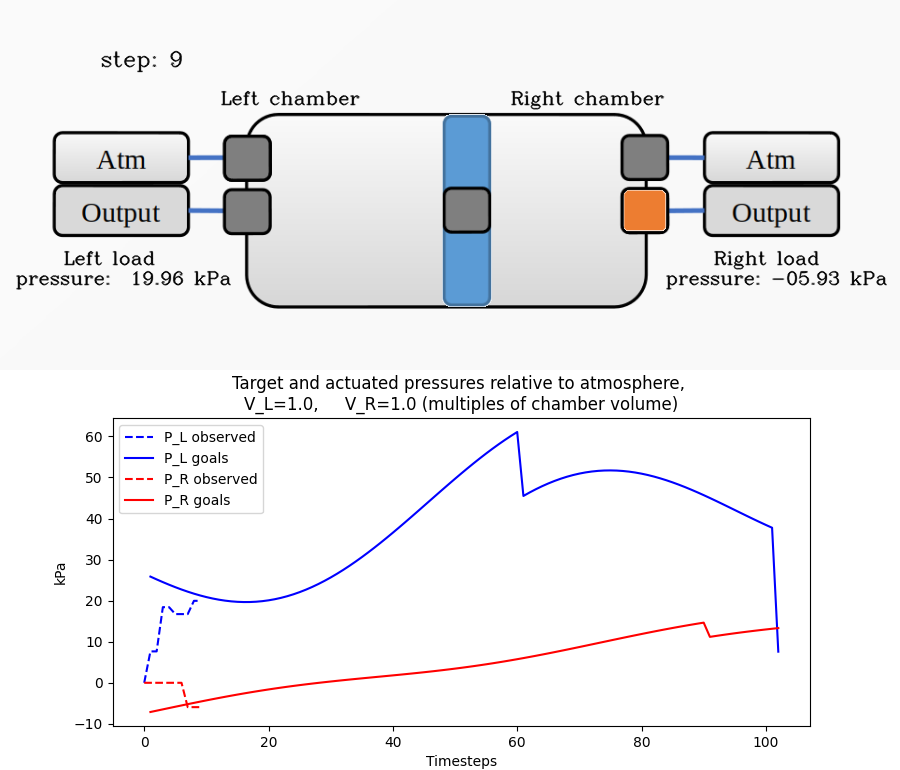 step: 9
Left chamber
Right chamber
Atm
Atm
Output
Output
Left load
pressure: 19.96 kPa
Right load
pressure: −05.93 kPa
Target and actuated pressures relative to atmosphere,
V_L=1.0, V_R=1.0 (multiples of chamber volume)
P_L observed
P_L goals
P_R observed
P_R goals
60
50
40
30
20
10
0
−10
kPa
0 20 40 60 80 100
Timesteps